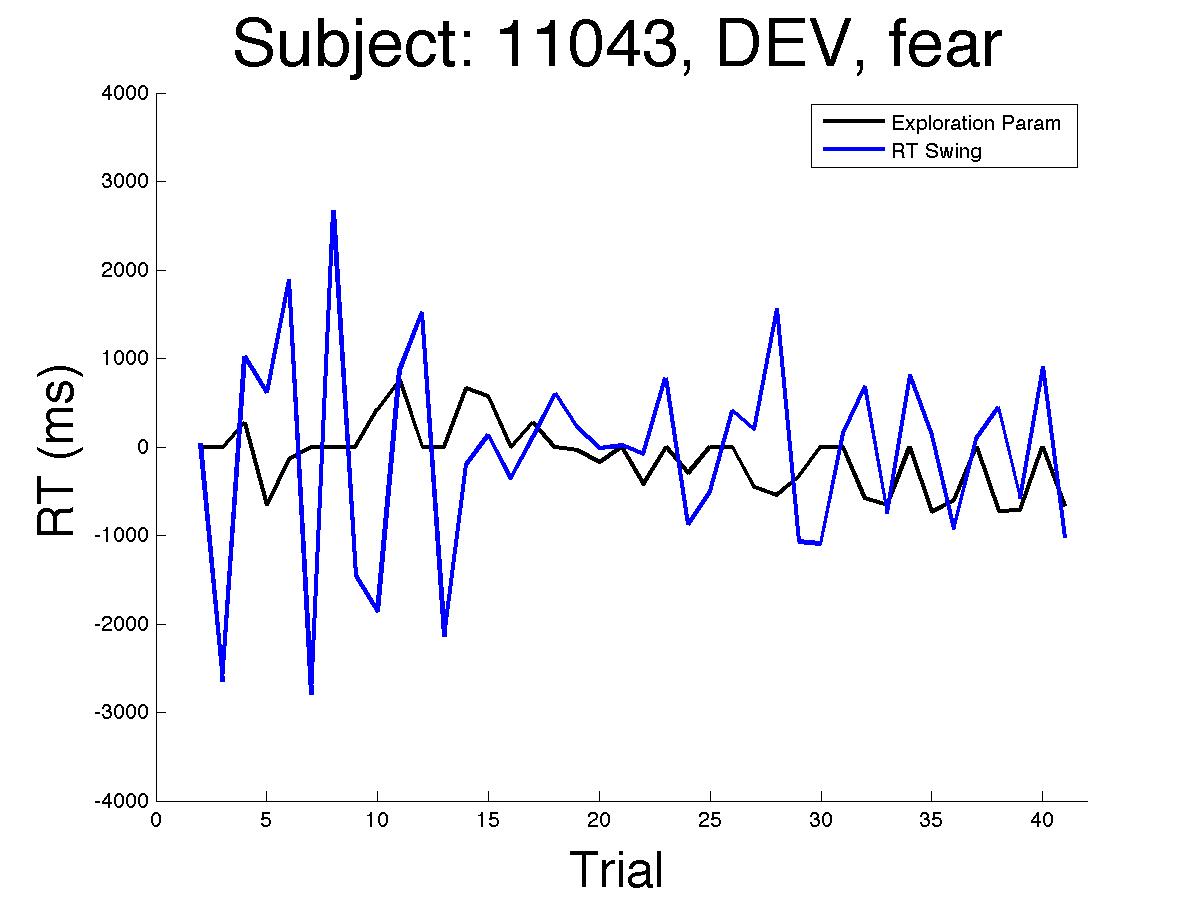 Subject: 11043, DEV, fear
Exploration Param
RT Swing
4000
3000
2000
1000
0
-1000
-2000
-3000
-4000
RT (ms)
0 5 10 15 20 25 30 35 40
Trial